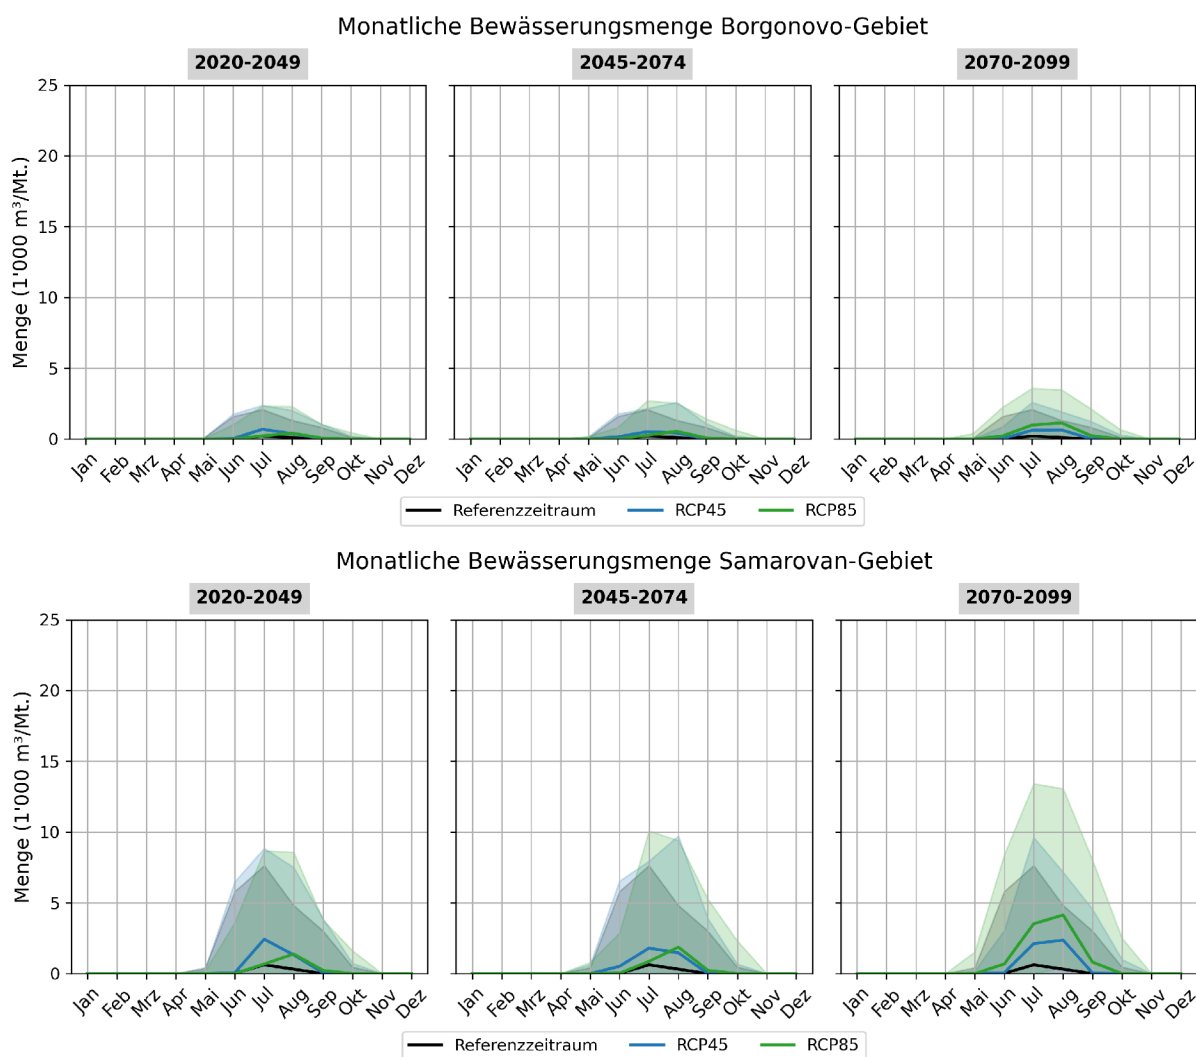 Monatliche Bewässerungsmenge Borgonovo-Gebiet
2020-2049 2045-2074 2070-2099
Menge (1'000 m³/Mt.)
25
20
15
10
5
0
Jan Feb Mrz Apr Mai Jun Jul Aug Sep Okt Nov Dez Jan Feb Mrz Apr Mai Jun Jul Aug Sep Okt Nov Dez Jan Feb Mrz Apr Mai Jun Jul Aug Sep Okt Nov Dez
Referenzzeitraum RCP45 RCP85
Monatliche Bewässerungsmenge Samarovan-Gebiet
2020-2049 2045-2074 2070-2099
Menge (1'000 m³/Mt.)
25
20
15
10
5
0
Jan Feb Mrz Apr Mai Jun Jul Aug Sep Okt Nov Dez Jan Feb Mrz Apr Mai Jun Jul Aug Sep Okt Nov Dez Jan Feb Mrz Apr Mai Jun Jul Aug Sep Okt Nov Dez
Referenzzeitraum RCP45 RCP85